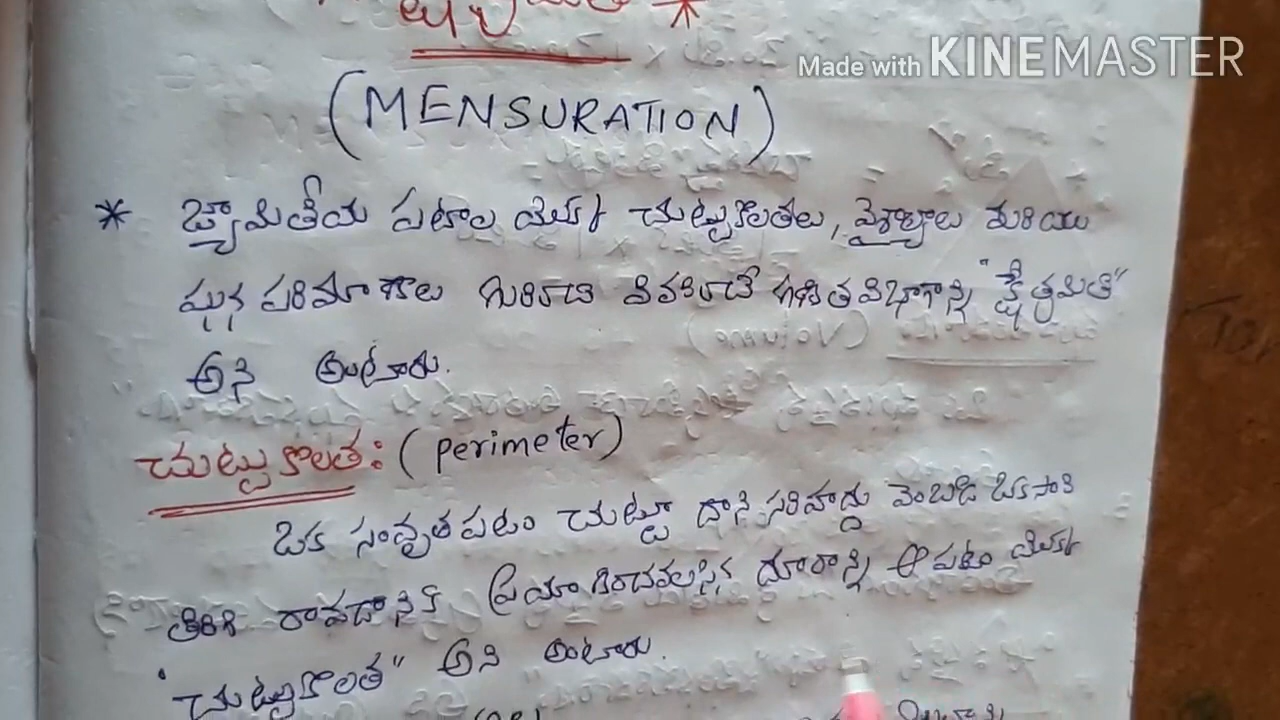 Made with KINEMASTER
(MENSURATION)
* జ్యామితీయ పటాల యొక్క చుట్టుకొలతలు, వైశాల్యాలు మరియు
ఘన పరిమాణాలు గురించి వివరించే గణిత విభాగాన్ని "క్షేత్రమితి"
అని అంటారు.
చుట్టుకొలత: (perimeter)
ఒక సంవృత పటం చుట్టూ దాని సరిహద్దు వెంబడి ఒకసారి
తిరిగి రావడానికి ప్రయాణించవలసిన దూరాన్ని ఆ పటం యొక్క
"చుట్టుకొలత" అని అంటారు.